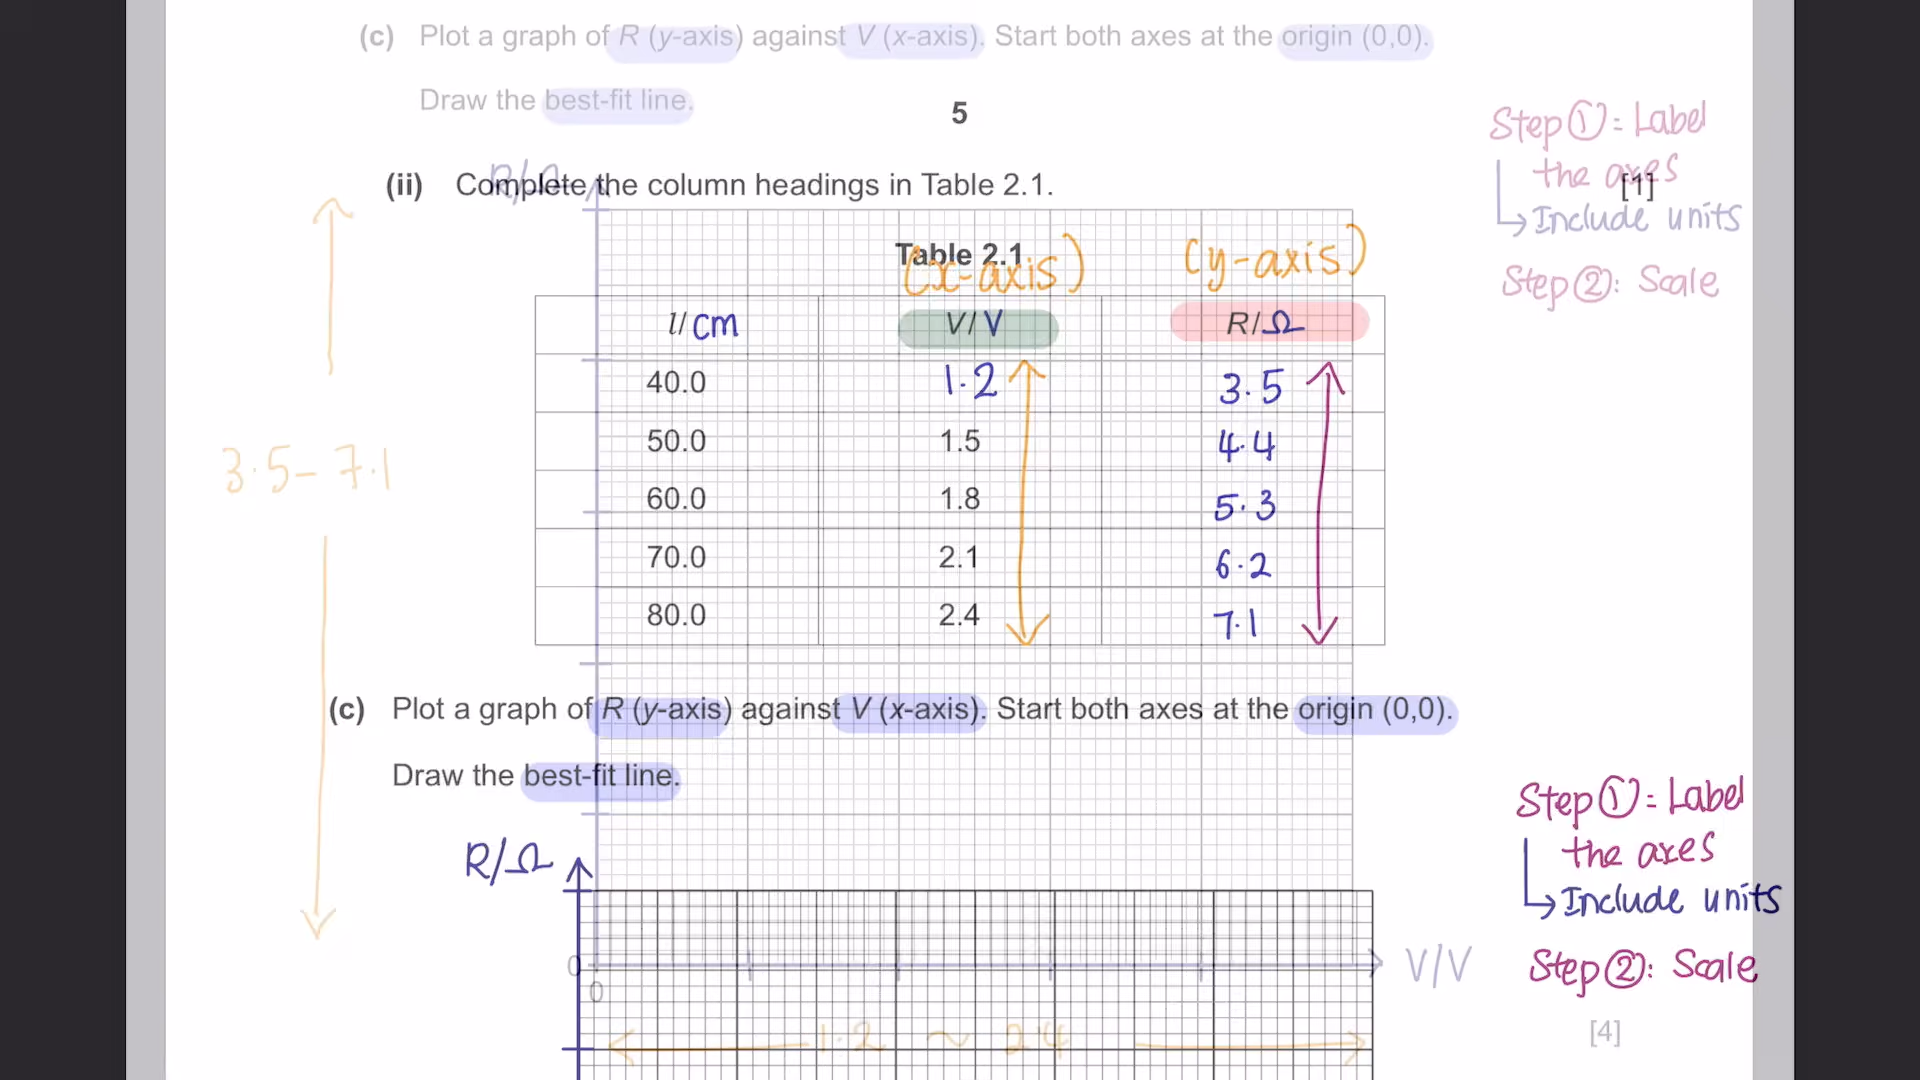 (c) Plot a graph of R (y-axis) against V (x-axis). Start both axes at the origin (0,0).
Draw the best-fit line.
5
Step ①: Label
the axes
Include units
Step ②: Scale
R/Ω
(ii) Complete the column headings in Table 2.1.
[1]
Table 2.1
(x-axis)
(y-axis)
l/cm V/V R/Ω
40.0 1.2 3.5
50.0 1.5 4.4
60.0 1.8 5.3
70.0 2.1 6.2
80.0 2.4 7.1
3.5-7.1
(c) Plot a graph of R (y-axis) against V (x-axis). Start both axes at the origin (0,0).
Draw the best-fit line.
Step ①: Label
the axes
Include units
Step ②: Scale
R/Ω
0
0
V/V
1.2 ~ 2.4
[4]